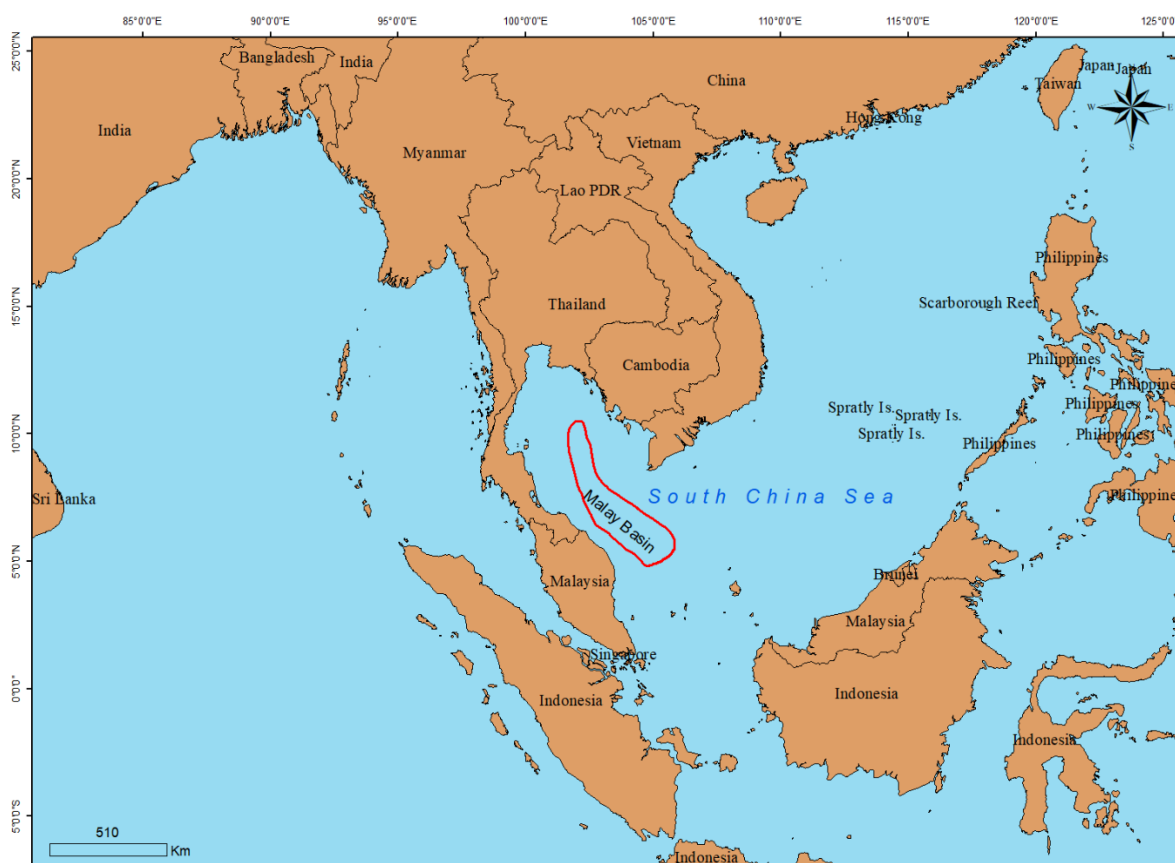 85°0'0"E
90°0'0"E
95°0'0"E
100°0'0"E
105°0'0"E
110°0'0"E
115°0'0"E
120°0'0"E
125°0'
25°0'0"N
20°0'0"N
15°0'0"N
10°0'0"N
5°0'0"N
0°0'0"
5°0'0"S
Bangladesh
India
China
Japan
Japan
Taiwan
N
W
E
S
India
Hong Kong
Myanmar
Vietnam
Lao PDR
Philippines
Thailand
Scarborough Reef
Cambodia
Philippines
Philippine
Spratly Is.
Spratly Is.
Spratly Is.
Philippines
Philippines
Philippines
Sri Lanka
South China Sea
Philippine
Malay Basin
Malaysia
Brunei
Malaysia
Singapore
Indonesia
Indonesia
Indonesia
510
Km
Indonesia